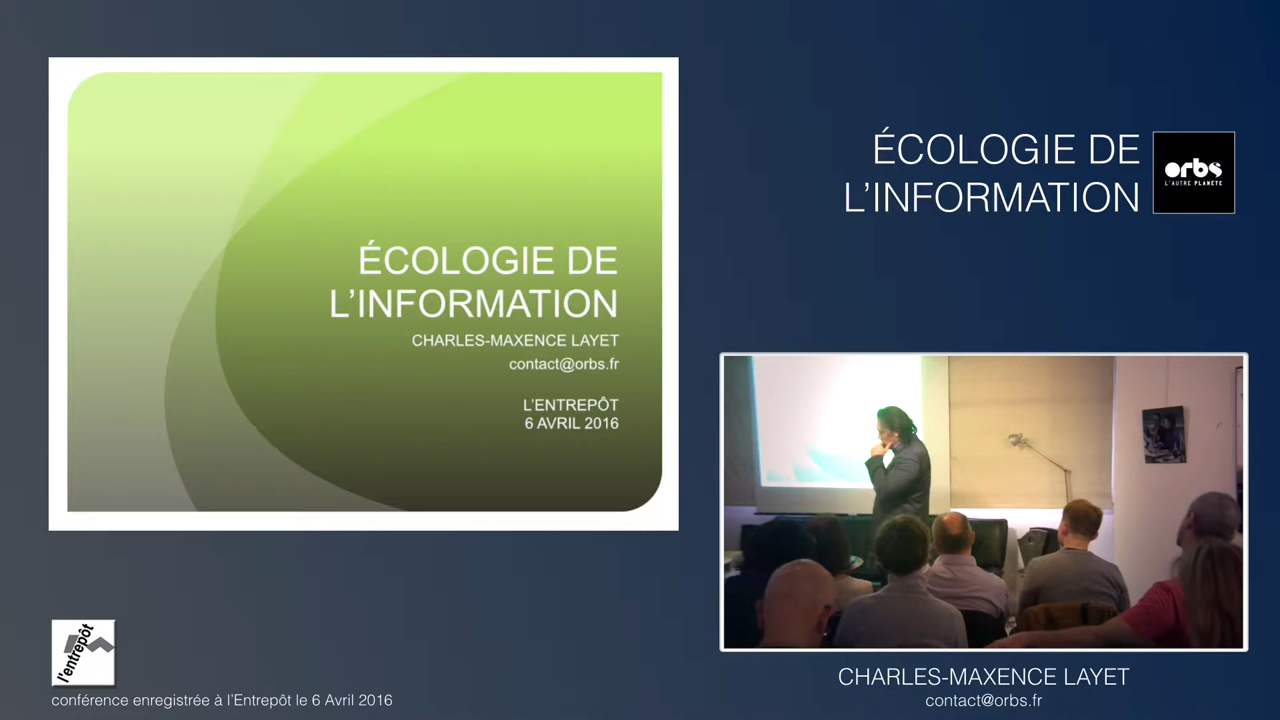 ÉCOLOGIE DE
L'INFORMATION
CHARLES-MAXENCE LAYET
contact@orbs.fr
L'ENTREPÔT
6 AVRIL 2016
ÉCOLOGIE DE
L'INFORMATION
orbs
L'AUTRE PLANÈTE
l'entrepôt
conférence enregistrée à l'Entrepôt le 6 Avril 2016
CHARLES-MAXENCE LAYET
contact@orbs.fr